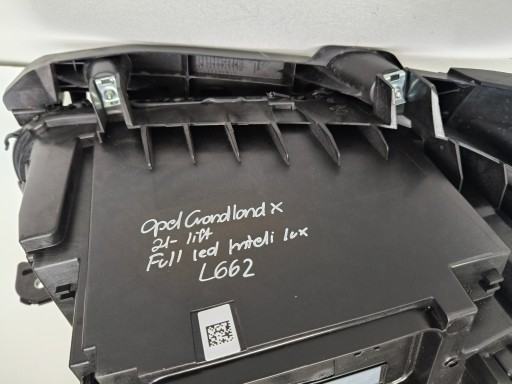 Opel Grandland x
21- lift
Full led Inteli lux
L662